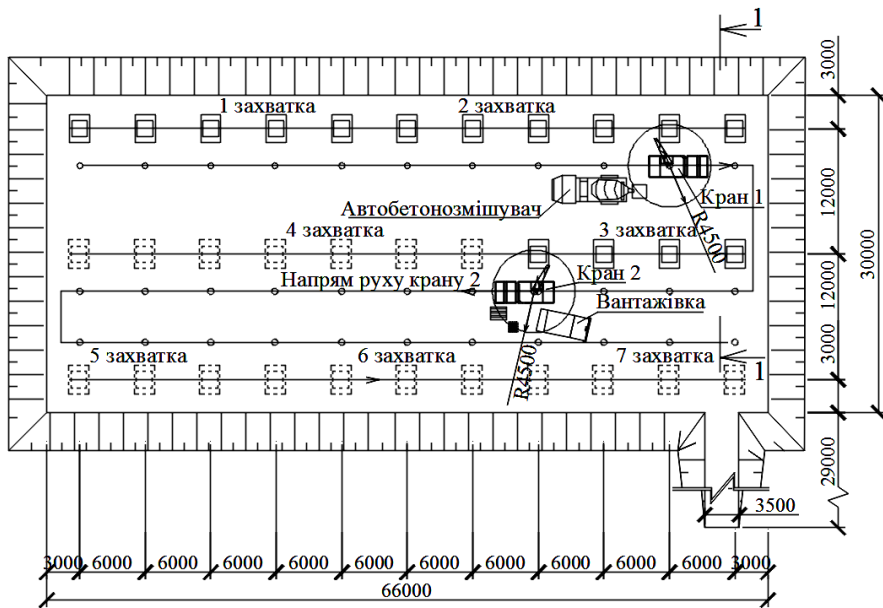 1
3000
1 захватка
2 захватка
Кран 1
Автобетонозмішувач
R4500
12000
30000
4 захватка
3 захватка
Напрям руху крану 2
Кран 2
Вантажівка
12000
R4500
5 захватка
6 захватка
7 захватка
1
3000
29000
3500
3000 6000 6000 6000 6000 6000 6000 6000 6000 6000 6000 3000
66000